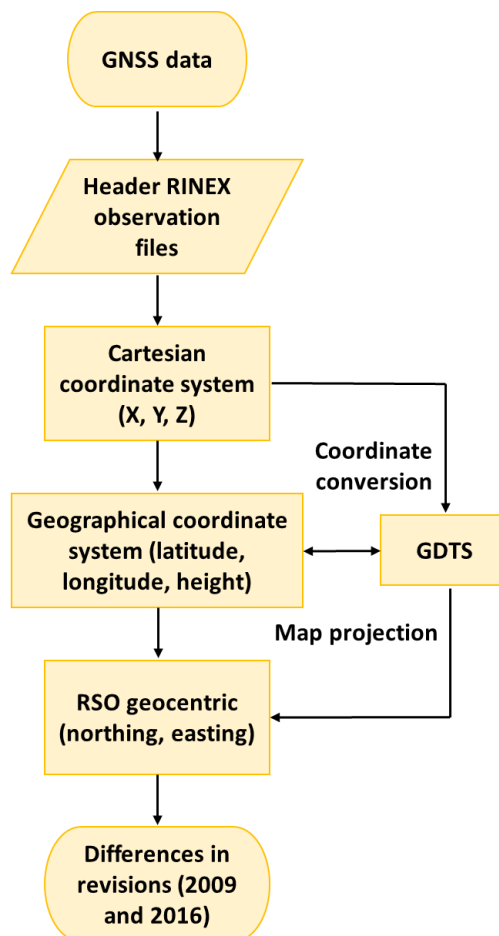 GNSS data
Header RINEX
observation
files
Cartesian
coordinate system
(X, Y, Z)
Coordinate
conversion
Geographical coordinate
system (latitude,
longitude, height)
GDTS
Map projection
RSO geocentric
(northing, easting)
Differences in
revisions (2009
and 2016)